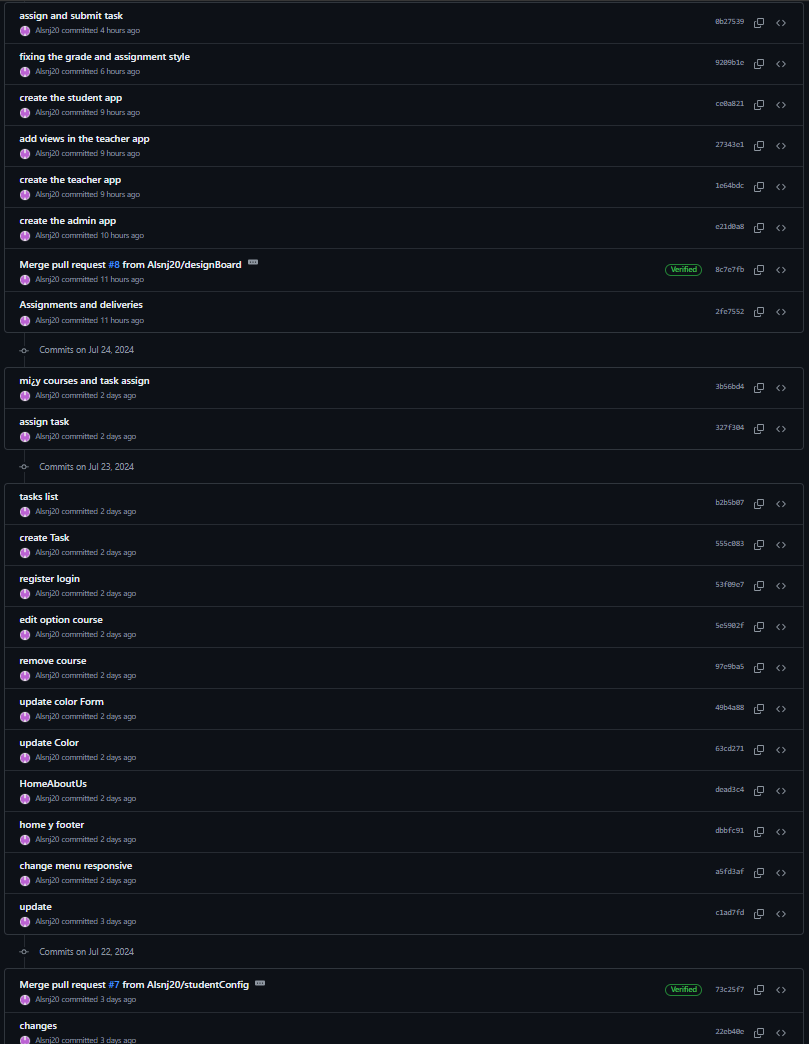 assign and submit task
0b27539
Alsnj20 committed 4 hours ago
fixing the grade and assignment style
9209b1e
Alsnj20 committed 6 hours ago
create the student app
ce0a821
Alsnj20 committed 9 hours ago
add views in the teacher app
27343e1
Alsnj20 committed 9 hours ago
create the teacher app
1e64bdc
Alsnj20 committed 9 hours ago
create the admin app
e21d0a8
Alsnj20 committed 10 hours ago
Merge pull request #8 from Alsnj20/designBoard
Verified 8c7e7fb
Alsnj20 committed 11 hours ago
Assignments and deliveries
2fe7552
Alsnj20 committed 11 hours ago
Commits on Jul 24, 2024
mi¿y courses and task assign
3b56bd4
Alsnj20 committed 2 days ago
assign task
327f304
Alsnj20 committed 2 days ago
Commits on Jul 23, 2024
tasks list
b2b5b07
Alsnj20 committed 2 days ago
create Task
555c083
Alsnj20 committed 2 days ago
register login
53f09e7
Alsnj20 committed 2 days ago
edit option course
5e5902f
Alsnj20 committed 2 days ago
remove course
97e9ba5
Alsnj20 committed 2 days ago
update color Form
49b4a88
Alsnj20 committed 2 days ago
update Color
63cd271
Alsnj20 committed 2 days ago
HomeAboutUs
dead3c4
Alsnj20 committed 2 days ago
home y footer
dbbfc91
Alsnj20 committed 2 days ago
change menu responsive
a5fd3af
Alsnj20 committed 2 days ago
update
c1ad7fd
Alsnj20 committed 3 days ago
Commits on Jul 22, 2024
Merge pull request #7 from Alsnj20/studentConfig
Verified 73c25f7
Alsnj20 committed 3 days ago
changes
22eb40e
Alsnj20 committed 3 days ago